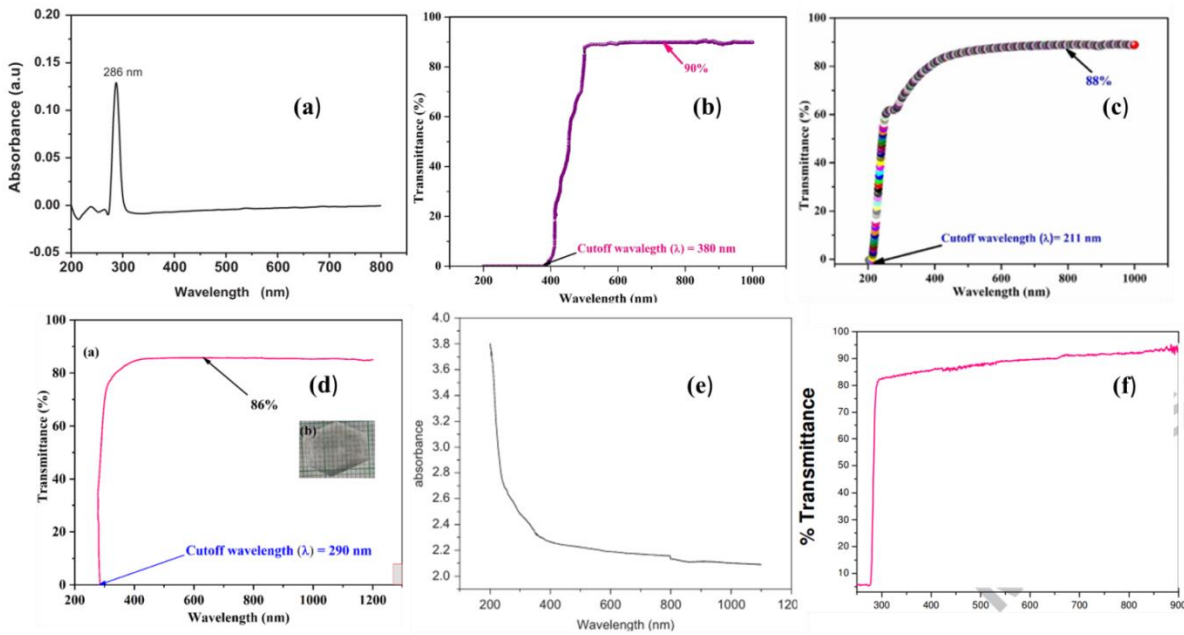 0.20
0.15
0.10
0.05
0.00
-0.05
286 nm
(a)
Absorbance (a.u)
200 300 400 500 600 700 800
Wavelength (nm)
100
80
60
40
20
0
90%
(b)
Transmittance (%)
Cutoff wavalegth (λ) = 380 nm
200 400 600 800 1000
Wavelength (nm)
100
80
60
40
20
0
88%
(c)
Transmittance (%)
Cutoff wavelength (λ)= 211 nm
200 400 600 800 1000
Wavelength (nm)
100
80
60
40
20
0
(a)
(d)
86%
(b)
Transmittance (%)
Cutoff wavelength (λ) = 290 nm
200 400 600 800 1000 1200
Wavelength (nm)
4.0
3.8
3.6
3.4
3.2
3.0
2.8
2.6
2.4
2.2
2.0
(e)
absorbance
200 400 600 800 1000 120
Wavelength (nm)
100
90
80
70
60
50
40
30
20
10
(f)
% Transmittance
300 400 500 600 700 800 900